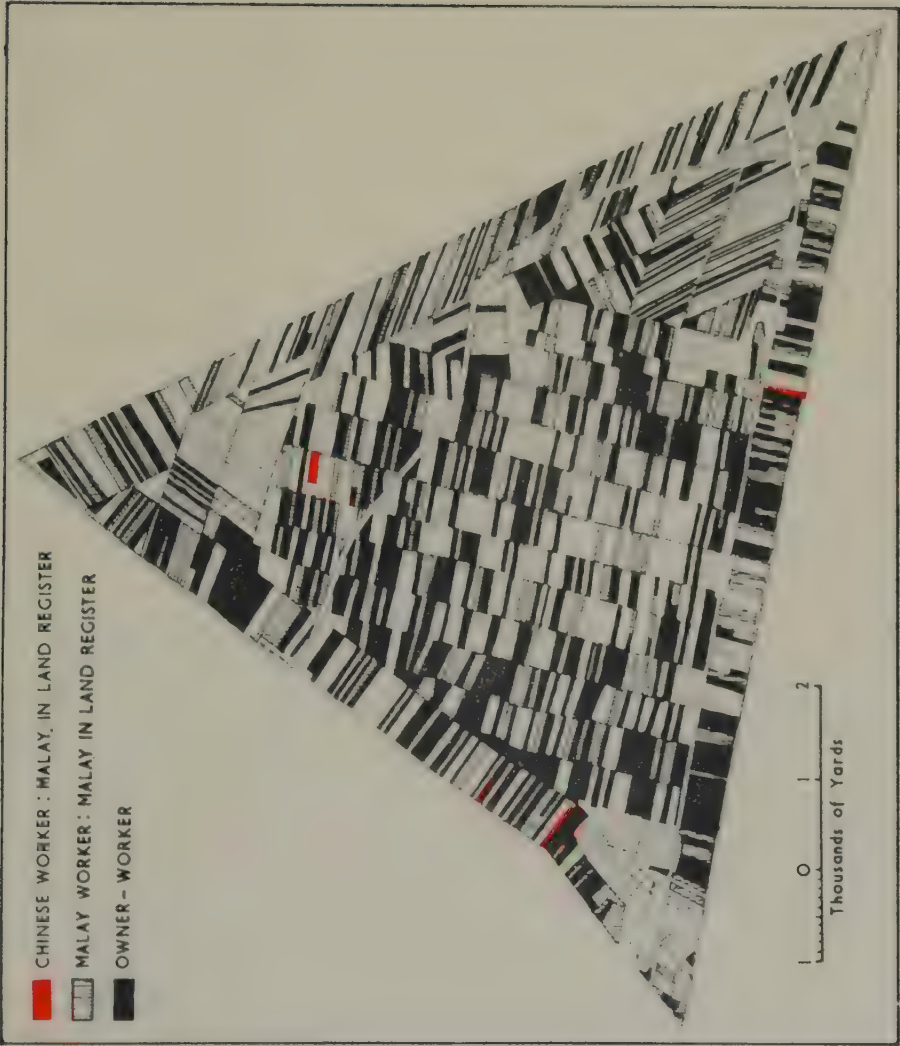 CHINESE WORKER : MALAY, IN LAND REGISTER
MALAY WORKER : MALAY IN LAND REGISTER
OWNER – WORKER
1 0 1 2
Thousands of Yards